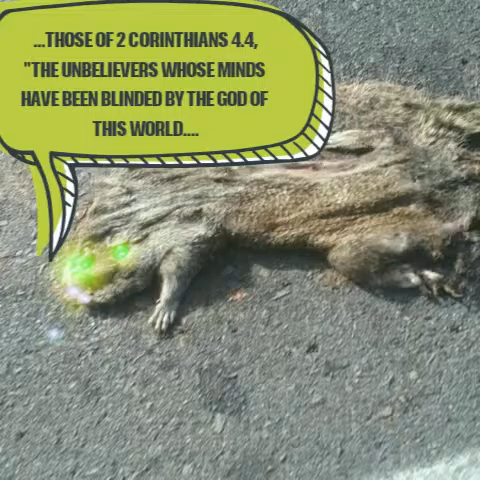 ...THOSE OF 2 CORINTHIANS 4.4,
"THE UNBELIEVERS WHOSE MINDS
HAVE BEEN BLINDED BY THE GOD OF
THIS WORLD....